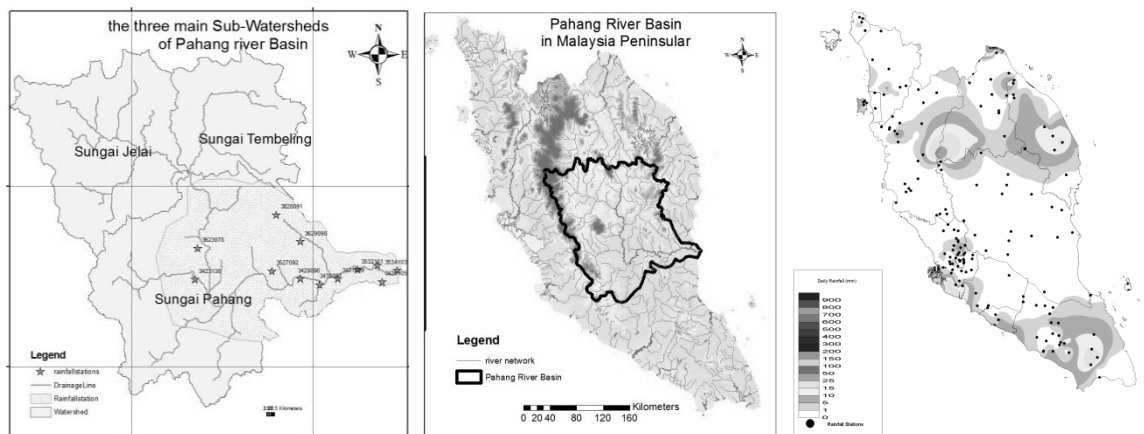 the three main Sub-Watersheds
of Pahang river Basin
N
W E
S
Sungai Tembeling
Sungai Jelai
3828091
3629098
3623078
3527092
3423138
3429096
Sungai Pahang
Legend
rainfallstations
DrainageLine
Rainfallstation
Watershed
Kilometers
Pahang River Basin
in Malaysia Peninsular
N
W E
S
Legend
river network
Pahang River Basin
Kilometers
0 20 40 80 120 160
Daily Rainfall (mm)
900
800
700
600
500
400
300
200
150
100
50
25
15
10
5
1
0
Rainfall Stations